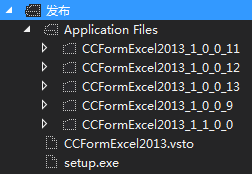 发布
Application Files
CCFormExcel2013_1_0_0_11
CCFormExcel2013_1_0_0_12
CCFormExcel2013_1_0_0_13
CCFormExcel2013_1_0_0_9
CCFormExcel2013_1_1_0_0
CCFormExcel2013.vsto
setup.exe